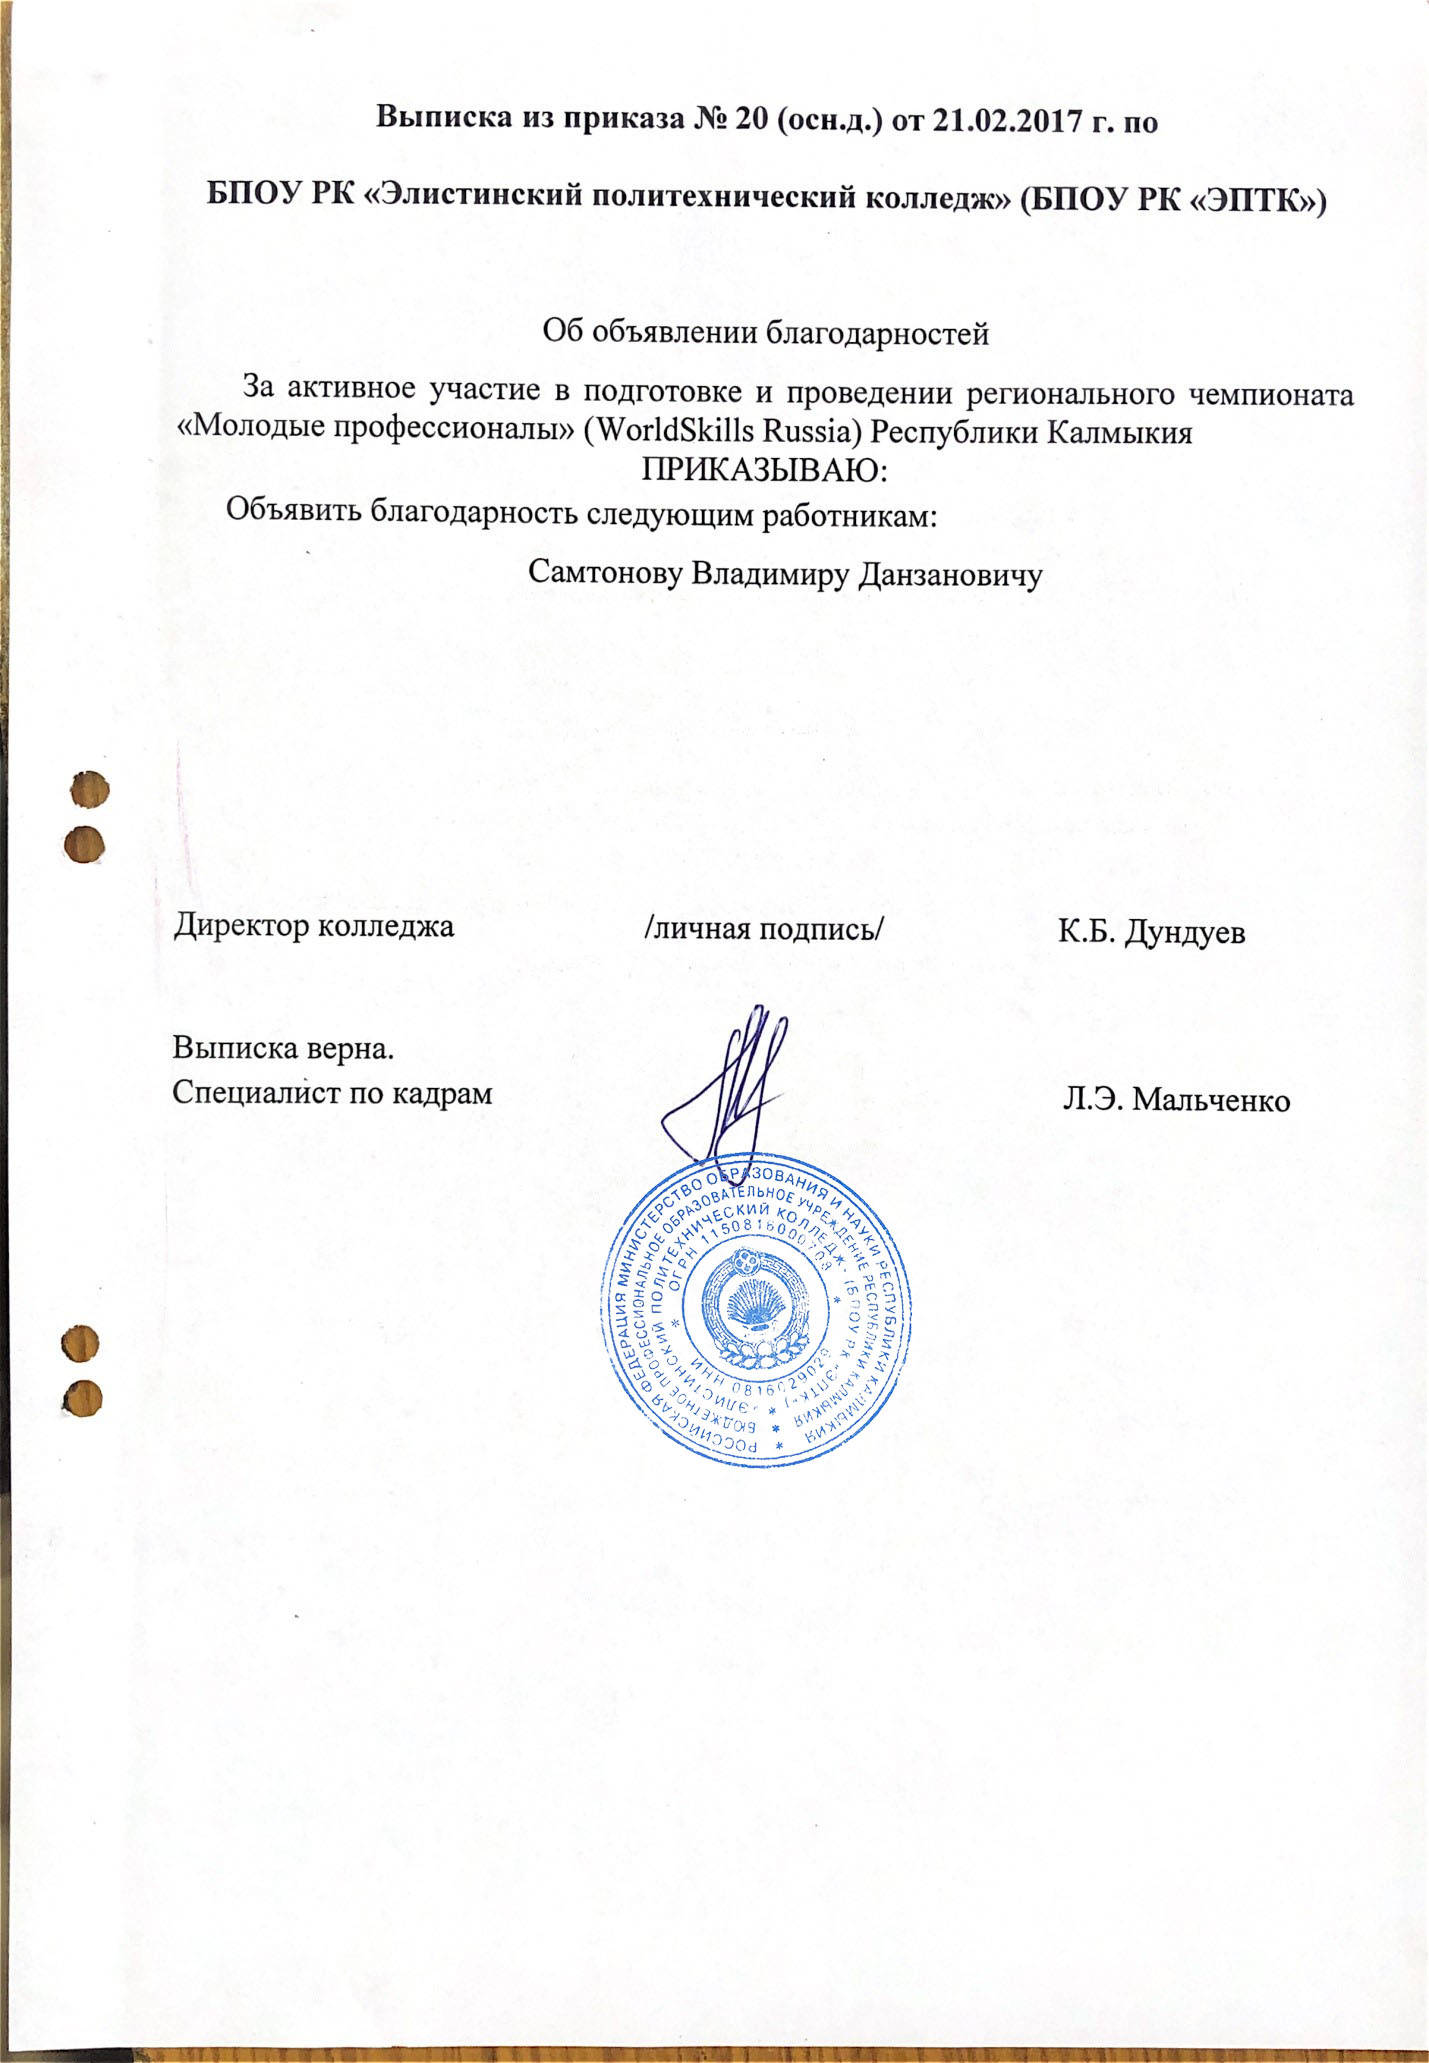 Выписка из приказа № 20 (осн.д.) от 21.02.2017 г. по
БПОУ РК «Элистинский политехнический колледж» (БПОУ РК «ЭПТК»)
Об объявлении благодарностей
За активное участие в подготовке и проведении регионального чемпионата
«Молодые профессионалы» (WorldSkills Russia) Республики Калмыкия
ПРИКАЗЫВАЮ:
Объявить благодарность следующим работникам:
Самтонову Владимиру Данзановичу
Директор колледжа /личная подпись/ К.Б. Дундуев
Выписка верна.
Специалист по кадрам Л.Э. Мальченко
РОССИЙСКАЯ ФЕДЕРАЦИЯ МИНИСТЕРСТВО ОБРАЗОВАНИЯ И НАУКИ РЕСПУБЛИКИ КАЛМЫКИЯ *
БЮДЖЕТНОЕ ПРОФЕССИОНАЛЬНОЕ ОБРАЗОВАТЕЛЬНОЕ УЧРЕЖДЕНИЕ РЕСПУБЛИКИ КАЛМЫКИЯ *
"ЭЛИСТИНСКИЙ ПОЛИТЕХНИЧЕСКИЙ КОЛЛЕДЖ" (БПОУ РК "ЭПТК") *
* ОГРН 1150816000703 *
ИНН 0816029029